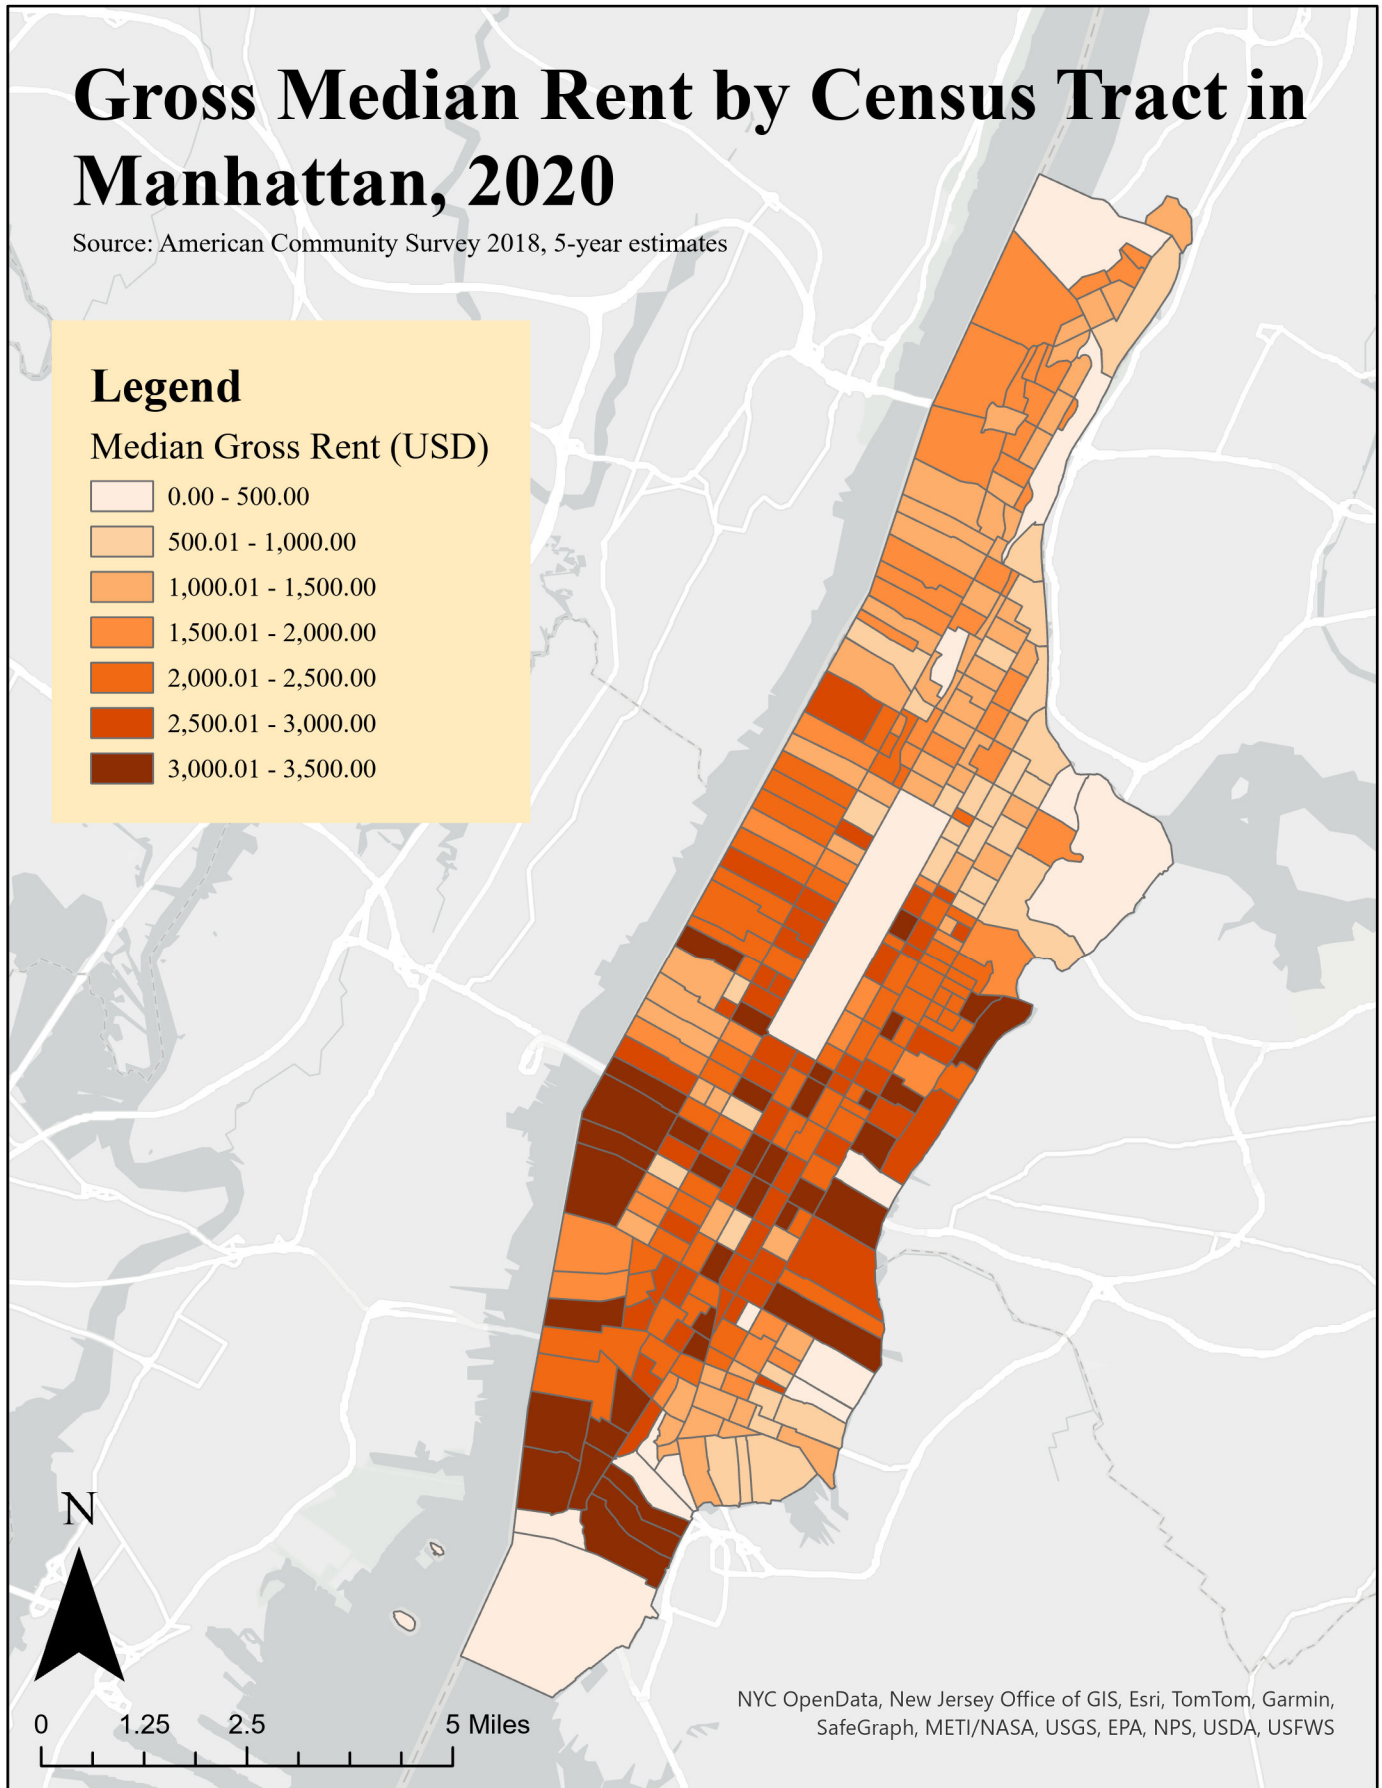 Gross Median Rent by Census Tract in
Manhattan, 2020
Source: American Community Survey 2018, 5-year estimates
Legend
Median Gross Rent (USD)
0.00 - 500.00
500.01 - 1,000.00
1,000.01 - 1,500.00
1,500.01 - 2,000.00
2,000.01 - 2,500.00
2,500.01 - 3,000.00
3,000.01 - 3,500.00
N
0 1.25 2.5 5 Miles
NYC OpenData, New Jersey Office of GIS, Esri, TomTom, Garmin,
SafeGraph, METI/NASA, USGS, EPA, NPS, USDA, USFWS